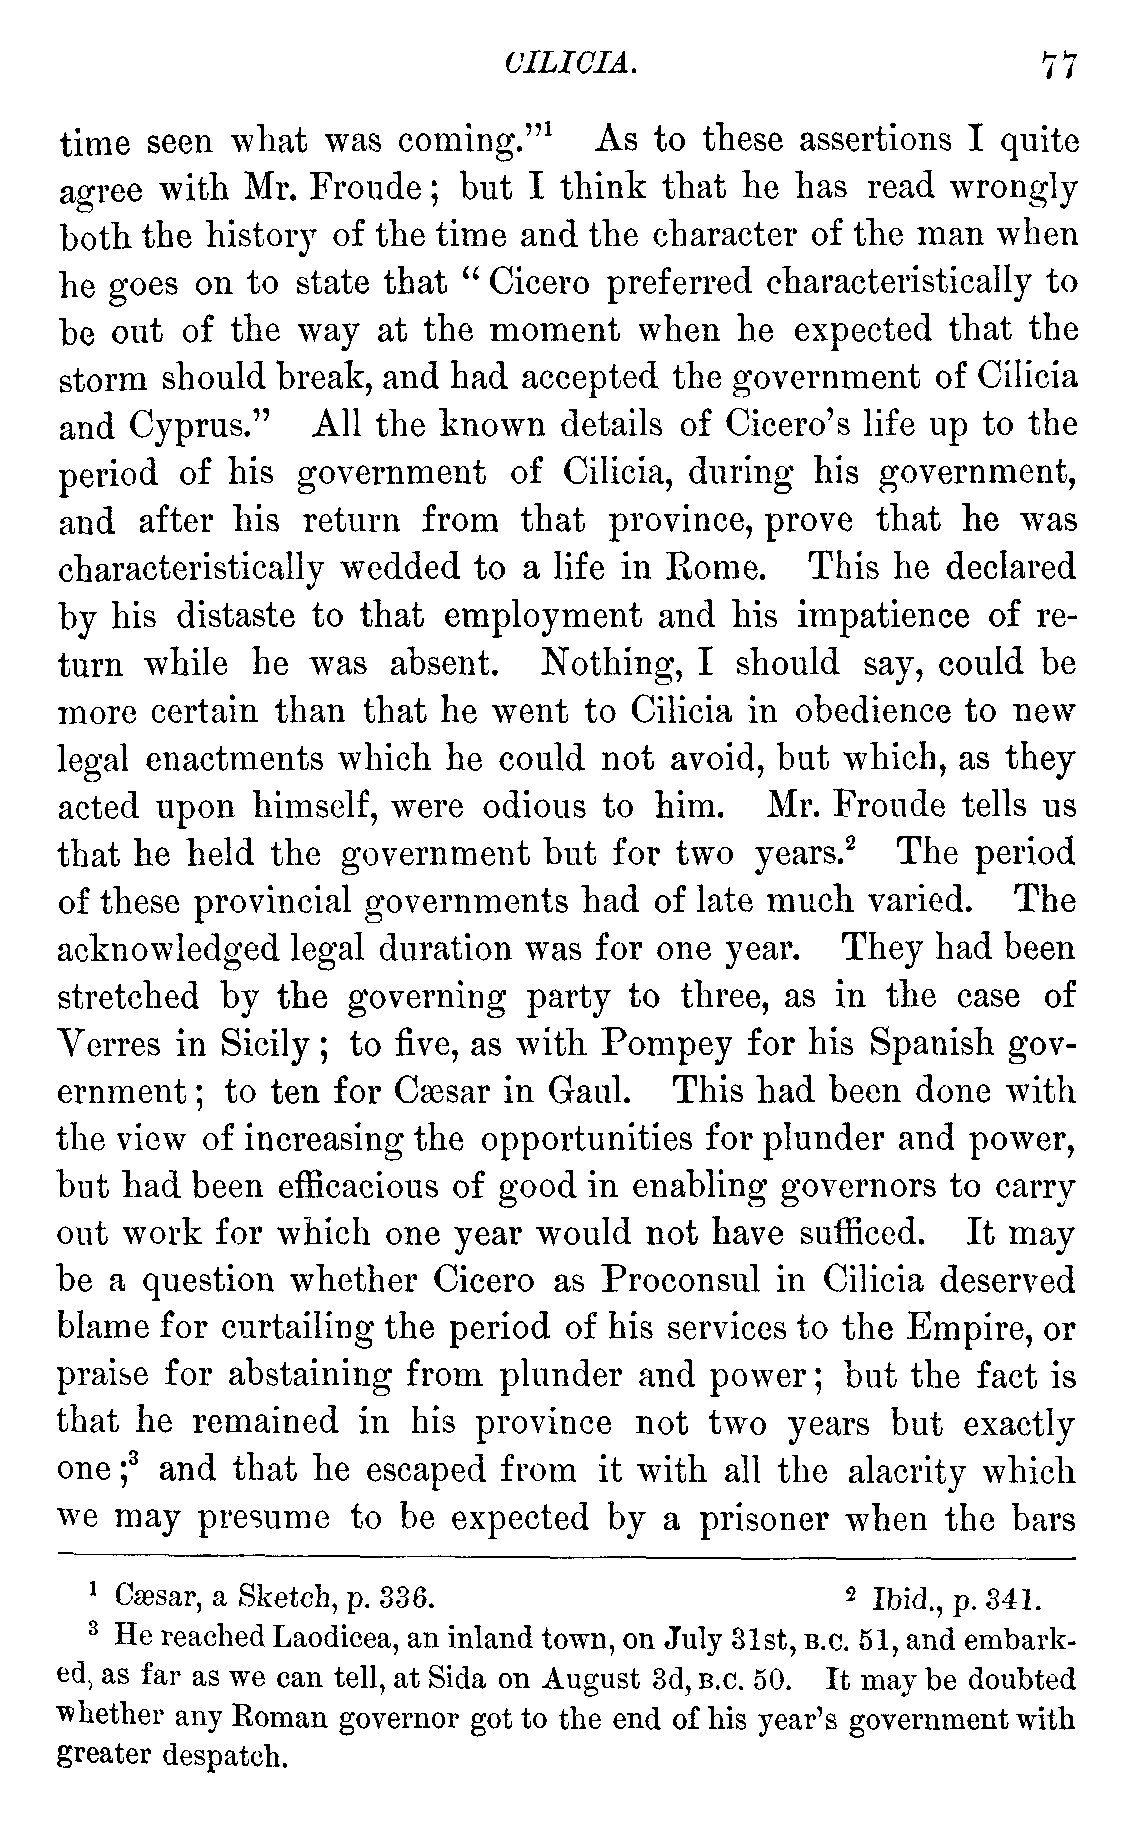 CILICIA. 77
time seen what was coming."¹ As to these assertions I quite
agree with Mr. Froude; but I think that he has read wrongly
both the history of the time and the character of the man when
he goes on to state that "Cicero preferred characteristically to
be out of the way at the moment when he expected that the
storm should break, and had accepted the government of Cilicia
and Cyprus." All the known details of Cicero's life up to the
period of his government of Cilicia, during his government,
and after his return from that province, prove that he was
characteristically wedded to a life in Rome. This he declared
by his distaste to that employment and his impatience of re-
turn while he was absent. Nothing, I should say, could be
more certain than that he went to Cilicia in obedience to new
legal enactments which he could not avoid, but which, as they
acted upon himself, were odious to him. Mr. Froude tells us
that he held the government but for two years.² The period
of these provincial governments had of late much varied. The
acknowledged legal duration was for one year. They had been
stretched by the governing party to three, as in the case of
Verres in Sicily; to five, as with Pompey for his Spanish gov-
ernment; to ten for Cæsar in Gaul. This had been done with
the view of increasing the opportunities for plunder and power,
but had been efficacious of good in enabling governors to carry
out work for which one year would not have sufficed. It may
be a question whether Cicero as Proconsul in Cilicia deserved
blame for curtailing the period of his services to the Empire, or
praise for abstaining from plunder and power; but the fact is
that he remained in his province not two years but exactly
one;³ and that he escaped from it with all the alacrity which
we may presume to be expected by a prisoner when the bars
¹ Cæsar, a Sketch, p. 336. ² Ibid., p. 341.
³ He reached Laodicea, an inland town, on July 31st, B.C. 51, and embark-
ed, as far as we can tell, at Sida on August 3d, B.C. 50. It may be doubted
whether any Roman governor got to the end of his year's government with
greater despatch.